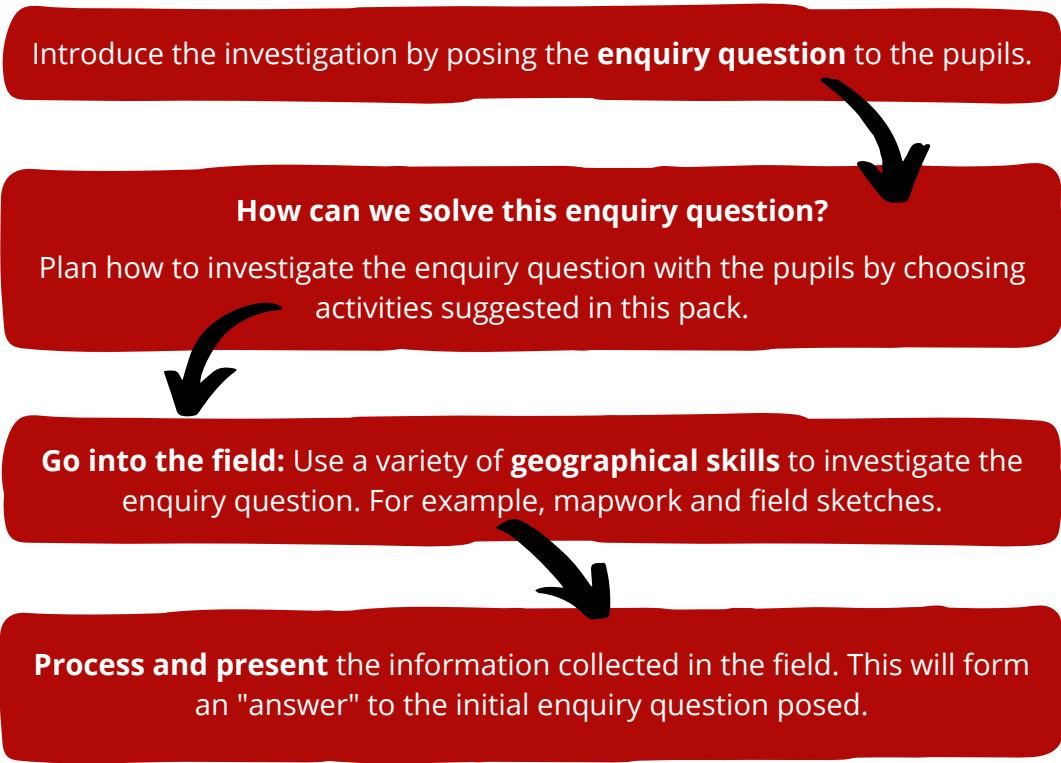 Introduce the investigation by posing the enquiry question to the pupils.
How can we solve this enquiry question?
Plan how to investigate the enquiry question with the pupils by choosing
activities suggested in this pack.
Go into the field: Use a variety of geographical skills to investigate the
enquiry question. For example, mapwork and field sketches.
Process and present the information collected in the field. This will form
an "answer" to the initial enquiry question posed.